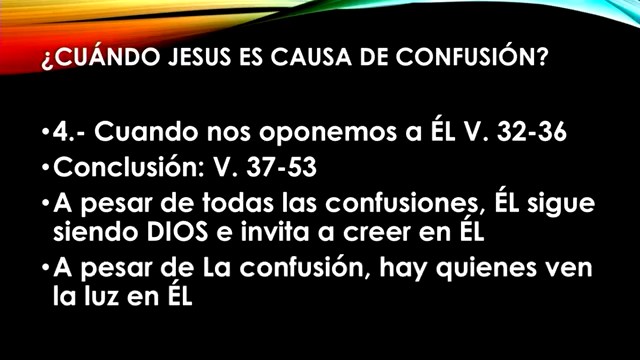 ¿CUÁNDO JESUS ES CAUSA DE CONFUSIÓN?
•4.- Cuando nos oponemos a ÉL V. 32-36
•Conclusión: V. 37-53
•A pesar de todas las confusiones, ÉL sigue
siendo DIOS e invita a creer en ÉL
•A pesar de La confusión, hay quienes ven
la luz en ÉL